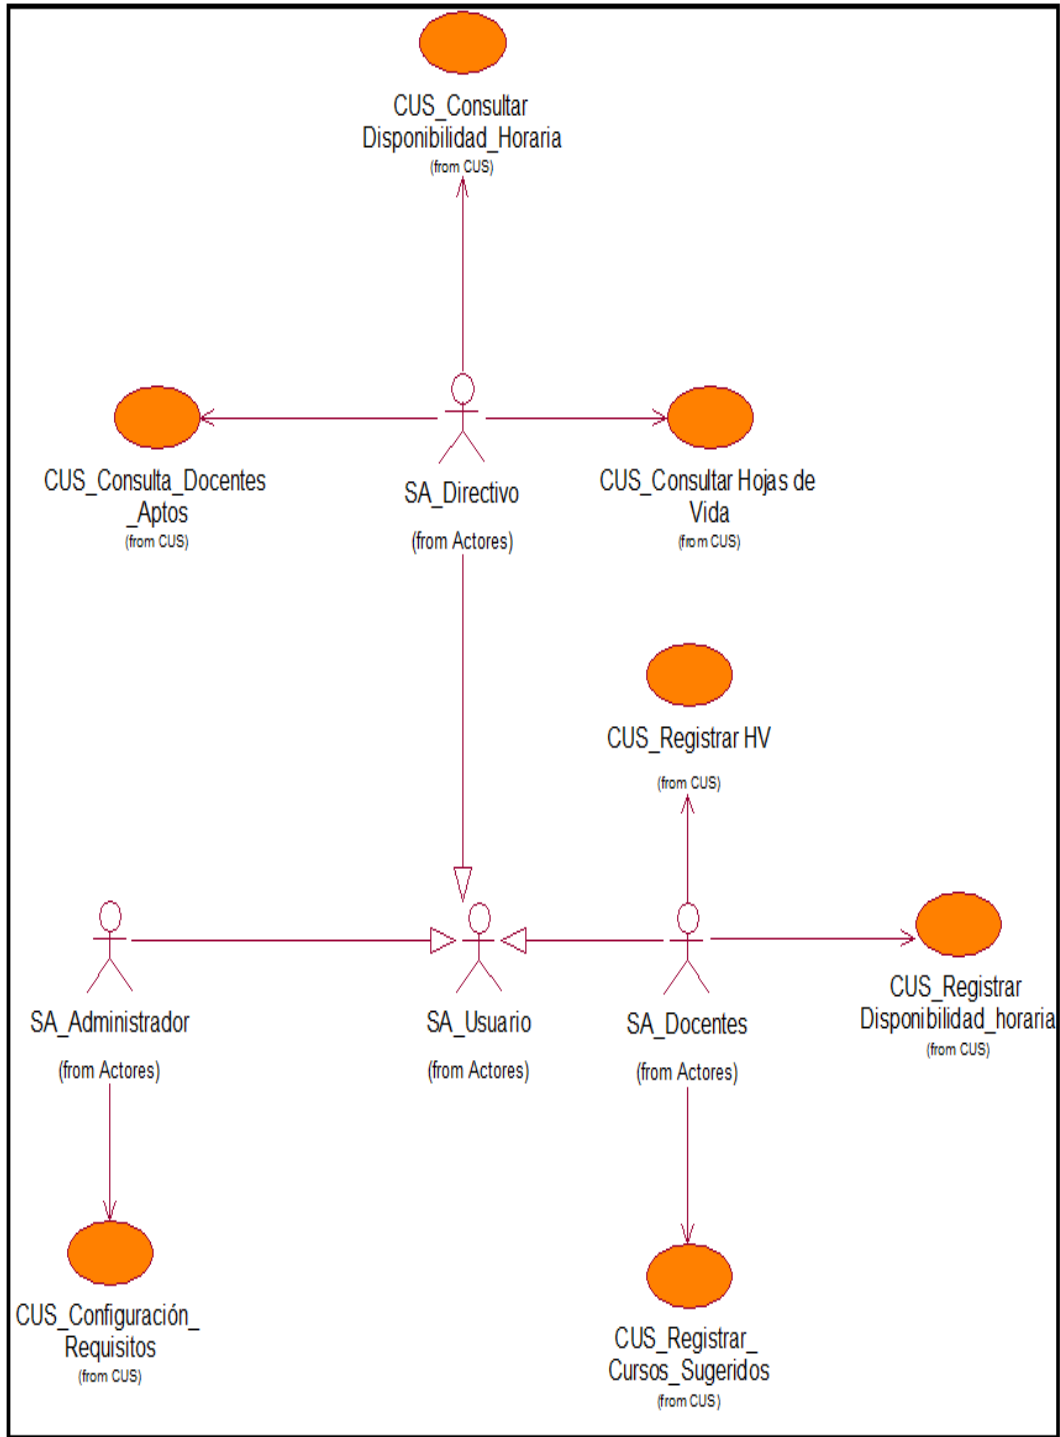 CUS_Consultar
Disponibilidad_Horaria
(from CUS)
CUS_Consulta_Docentes
_Aptos
(from CUS)
SA_Directivo
(from Actores)
CUS_Consultar Hojas de
Vida
(from CUS)
CUS_Registrar HV
(from CUS)
SA_Administrador
(from Actores)
SA_Usuario
(from Actores)
SA_Docentes
(from Actores)
CUS_Registrar
Disponibilidad_horaria
(from CUS)
CUS_Configuración_
Requisitos
(from CUS)
CUS_Registrar_
Cursos_Sugeridos
(from CUS)